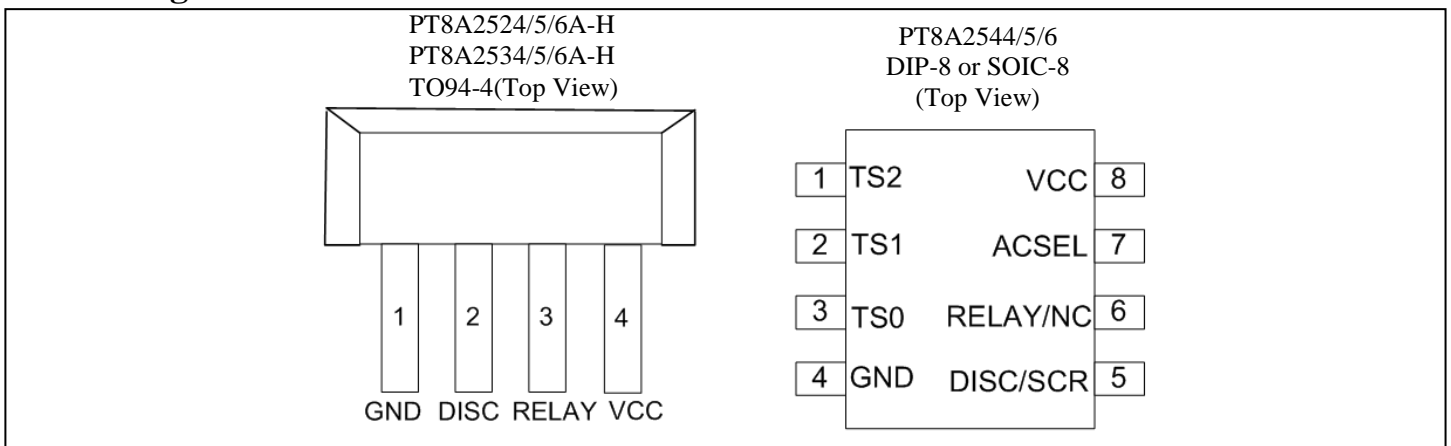 PT8A2524/5/6A-H
PT8A2534/5/6A-H
TO94-4(Top View)
1 2 3 4
GND DISC RELAY VCC
PT8A2544/5/6
DIP-8 or SOIC-8
(Top View)
1 TS2 VCC 8
2 TS1 ACSEL 7
3 TS0 RELAY/NC 6
4 GND DISC/SCR 5